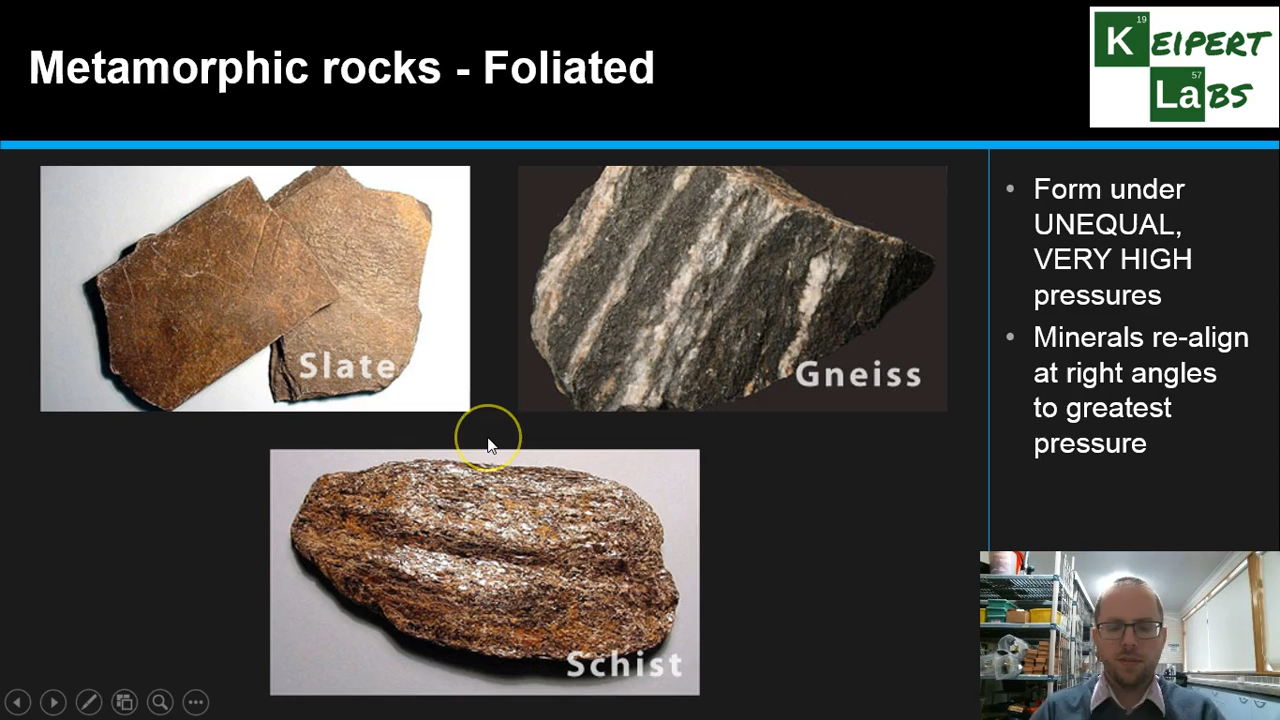 Metamorphic rocks - Foliated
19
KEIPERT
57
LaBS
Slate
Gneiss
Schist
• Form under
UNEQUAL,
VERY HIGH
pressures
• Minerals re-align
at right angles
to greatest
pressure